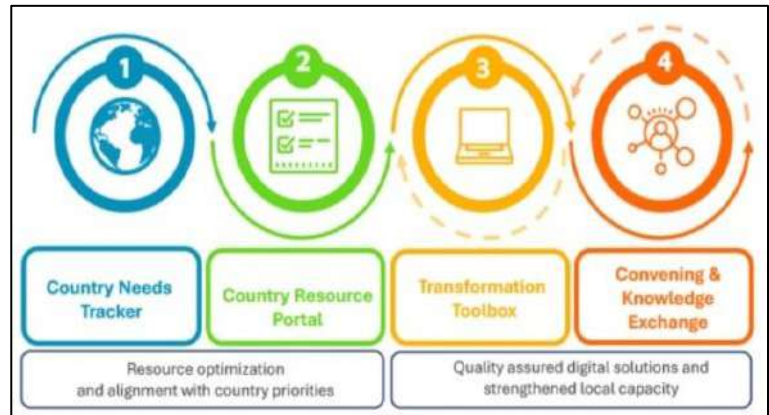 1
2
3
4
Country Needs
Tracker
Country Resource
Portal
Transformation
Toolbox
Convening &
Knowledge
Exchange
Resource optimization
and alignment with country priorities
Quality assured digital solutions and
strengthened local capacity